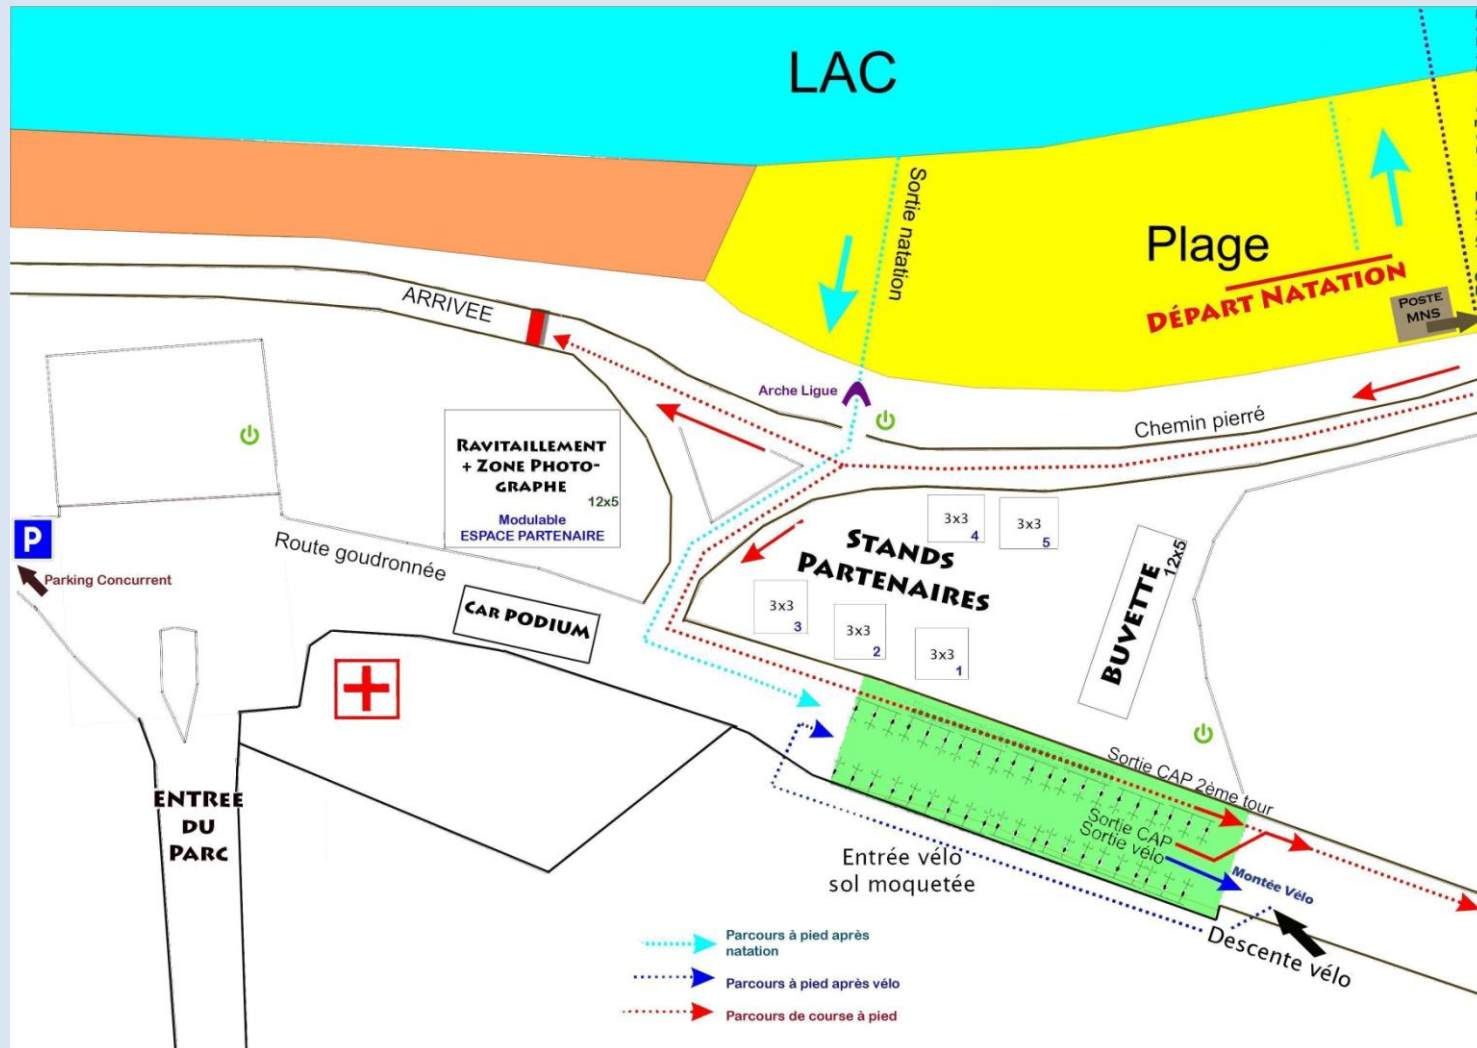 LAC
Sortie natation
Plage
DÉPART NATATION
POSTE
MNS
ARRIVEE
Arche Ligue
Chemin pierré
RAVITAILLEMENT
+ ZONE PHOTO-
GRAPHE
12x5
Modulable
ESPACE PARTENAIRE
3x3
4
3x3
5
STANDS
PARTENAIRES
BUVETTE
12x5
P
Parking Concurrent
Route goudronnée
CAR PODIUM
3x3
3
3x3
2
3x3
1
ENTREE
DU
PARC
Sortie CAP 2ème tour
Sortie CAP
Sortie vélo
Montée Vélo
Entrée vélo
sol moquetée
Descente vélo
Parcours à pied après
natation
Parcours à pied après vélo
Parcours de course à pied